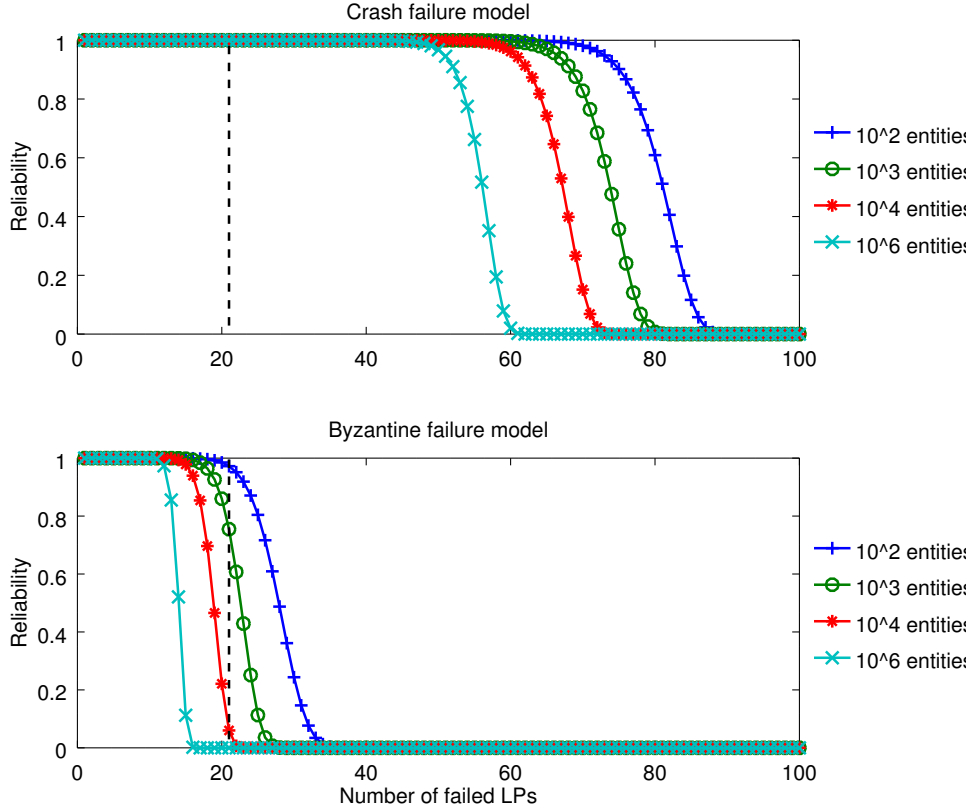 Crash failure model
1
0.8
0.6
0.4
0.2
0
Reliability
0
20
40
60
80
100
10^2 entities
10^3 entities
10^4 entities
10^6 entities
Byzantine failure model
1
0.8
0.6
0.4
0.2
0
Reliability
0
20
40
60
80
100
Number of failed LPs
10^2 entities
10^3 entities
10^4 entities
10^6 entities